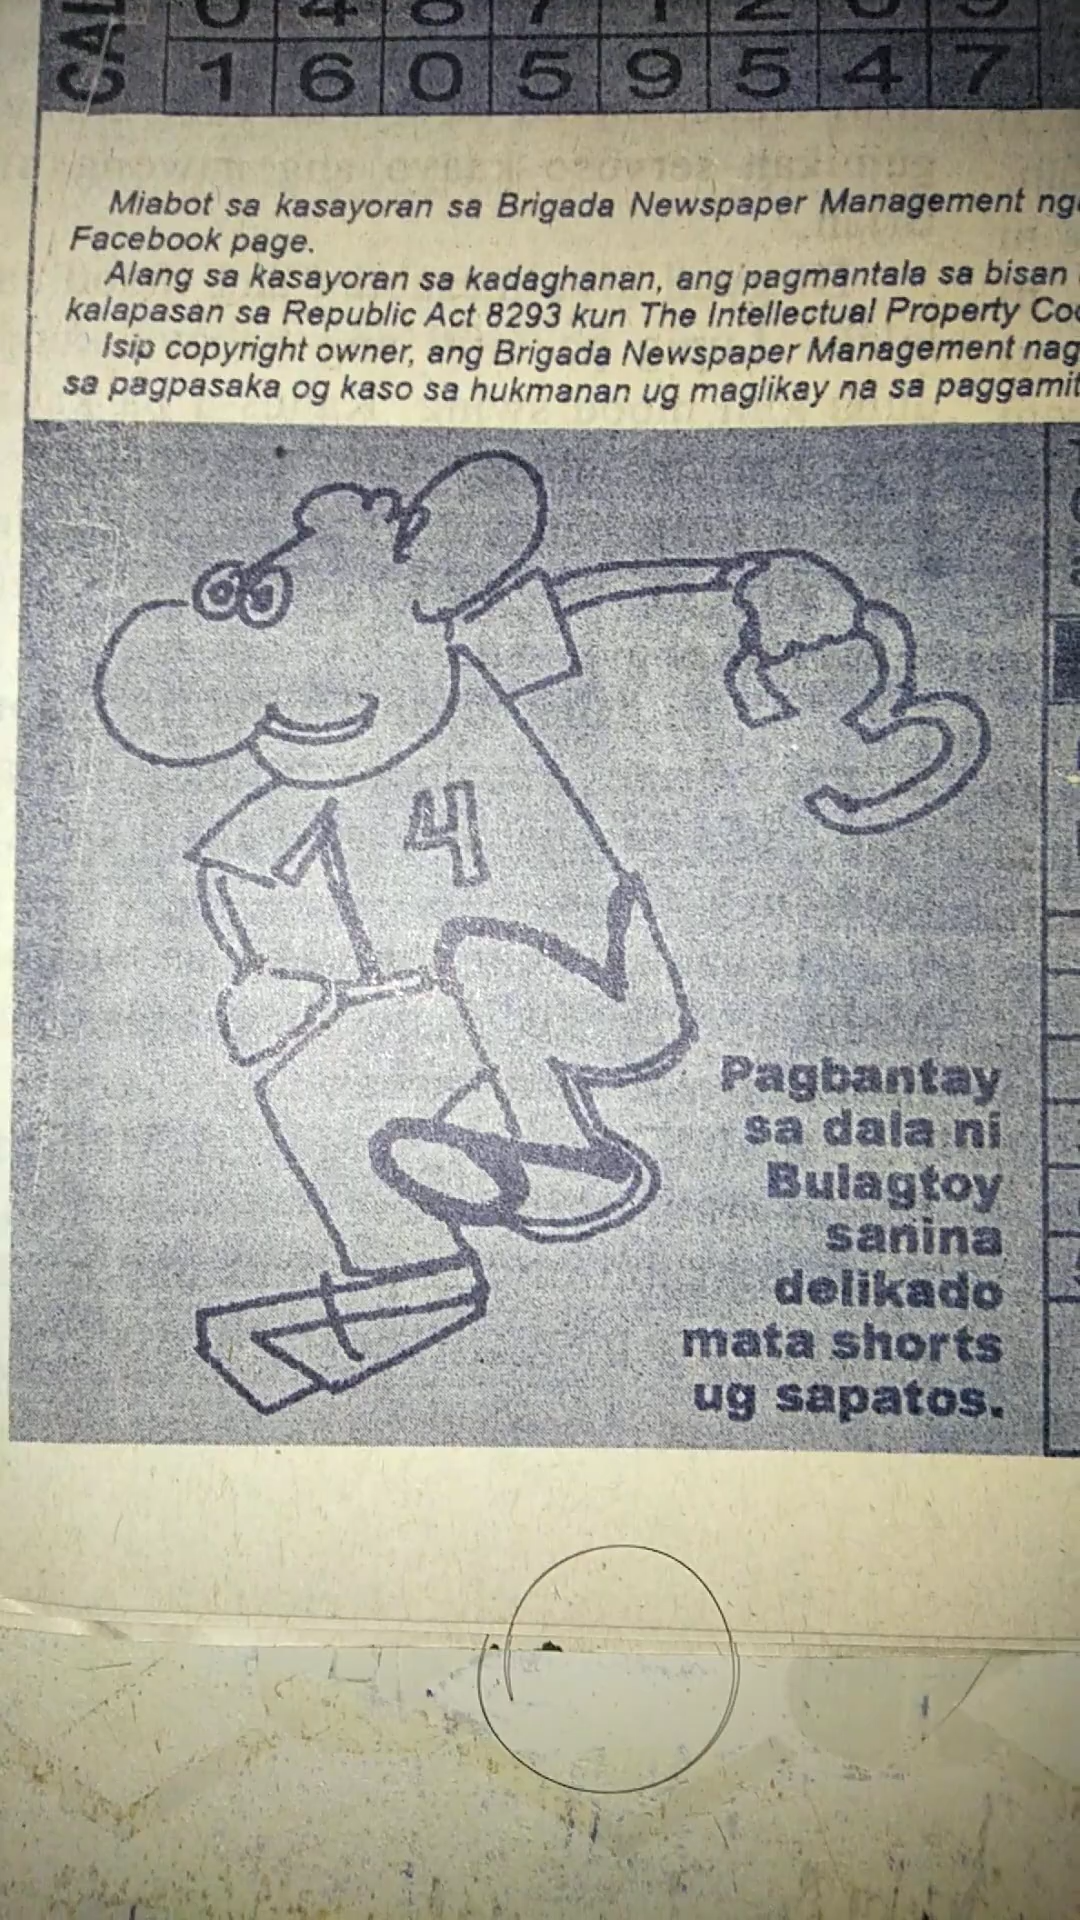 1 6 0 5 9 5 4 7
Miabot sa kasayoran sa Brigada Newspaper Management
Facebook page.
Alang sa kasayoran sa kadaghanan, ang pagmantala sa bisan
kalapasan sa Republic Act 8293 kun The Intellectual Property
Isip copyright owner, ang Brigada Newspaper Management
sa pagpasaka og kaso sa hukmanan ug maglikay na sa
4
Pagbantay
sa dala ni
Bulagtoy
sanina
delikado
mata shorts
ug sapatos.